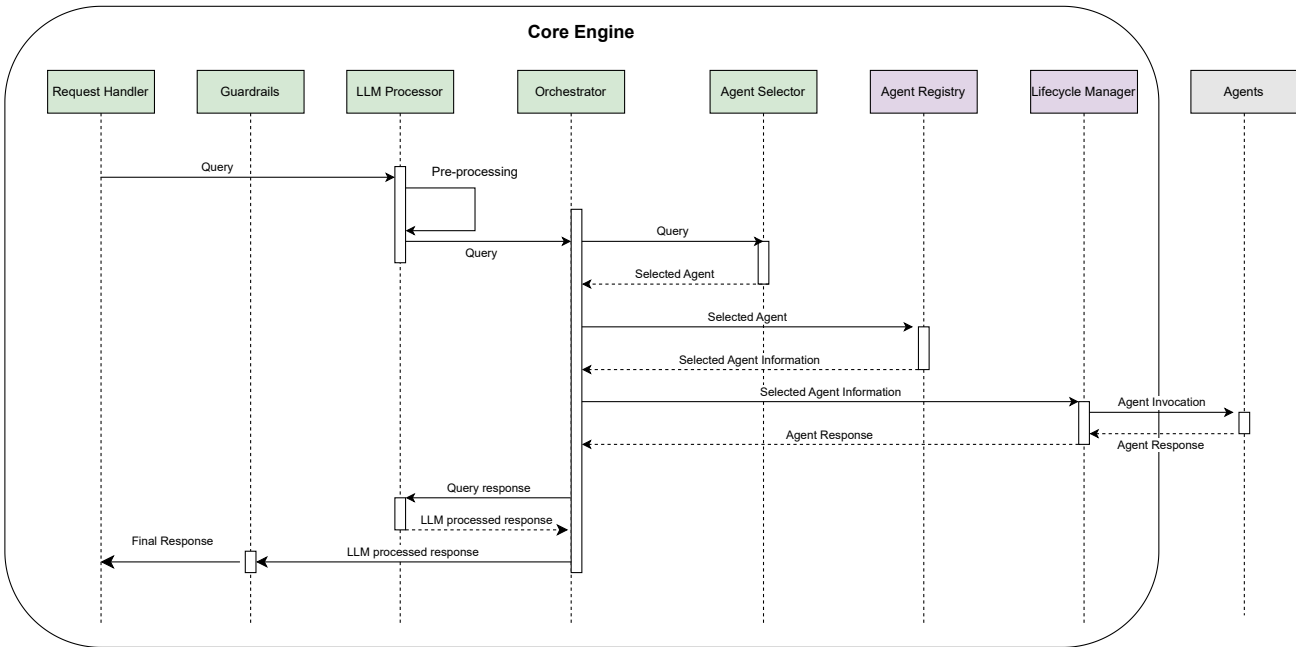 Core Engine
Request Handler
Guardrails
LLM Processor
Orchestrator
Agent Selector
Agent Registry
Lifecycle Manager
Agents
Query
Pre-processing
Query
Query
Selected Agent
Selected Agent
Selected Agent Information
Selected Agent Information
Agent Invocation
Agent Response
Agent Response
Query response
LLM processed response
Final Response
LLM processed response